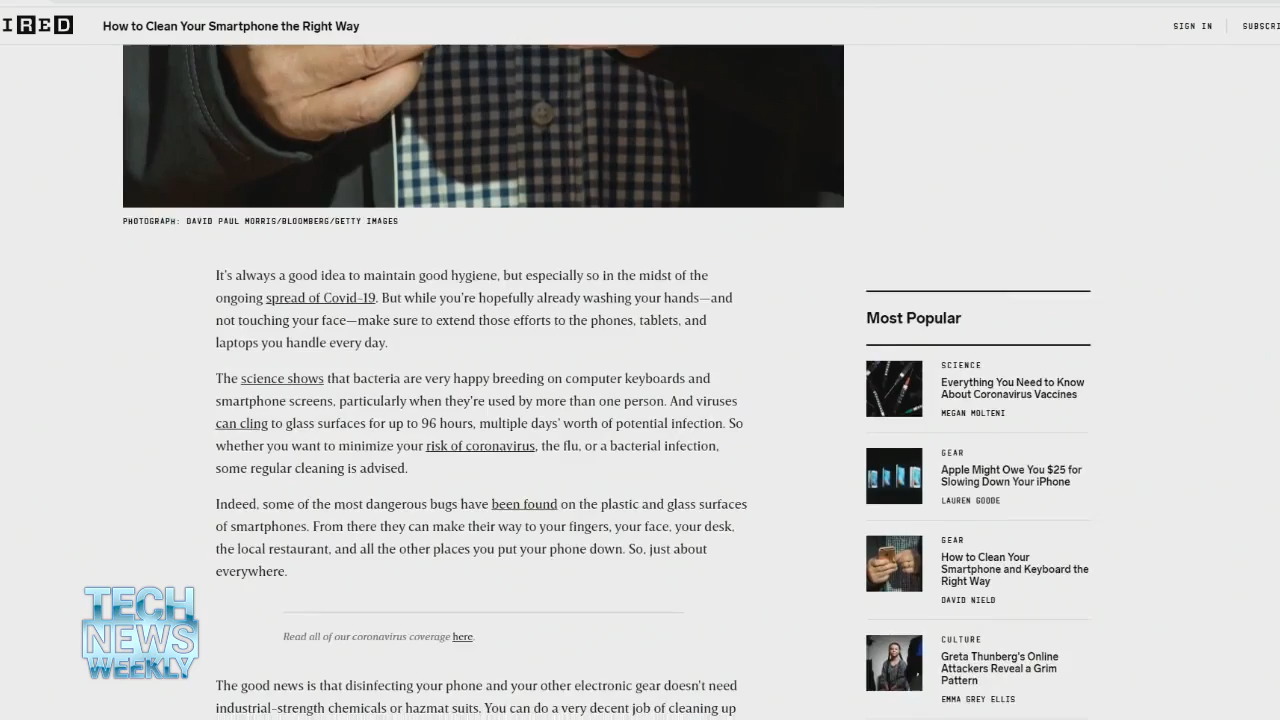 IRED
How to Clean Your Smartphone the Right Way
SIGN IN
SUBSCRI
PHOTOGRAPH: DAVID PAUL MORRIS/BLOOMBERG/GETTY IMAGES
It's always a good idea to maintain good hygiene, but especially so in the midst of the
ongoing spread of Covid-19. But while you're hopefully already washing your hands—and
not touching your face—make sure to extend those efforts to the phones, tablets, and
laptops you handle every day.
The science shows that bacteria are very happy breeding on computer keyboards and
smartphone screens, particularly when they're used by more than one person. And viruses
can cling to glass surfaces for up to 96 hours, multiple days' worth of potential infection. So
whether you want to minimize your risk of coronavirus, the flu, or a bacterial infection,
some regular cleaning is advised.
Indeed, some of the most dangerous bugs have been found on the plastic and glass surfaces
of smartphones. From there they can make their way to your fingers, your face, your desk,
the local restaurant, and all the other places you put your phone down. So, just about
everywhere.
Read all of our coronavirus coverage here.
The good news is that disinfecting your phone and your other electronic gear doesn't need
industrial-strength chemicals or hazmat suits. You can do a very decent job of cleaning up
Most Popular
SCIENCE
Everything You Need to Know
About Coronavirus Vaccines
MEGAN MOLTENI
GEAR
Apple Might Owe You $25 for
Slowing Down Your iPhone
LAUREN GOODE
GEAR
How to Clean Your
Smartphone and Keyboard the
Right Way
DAVID NIELD
CULTURE
Greta Thunberg's Online
Attackers Reveal a Grim
Pattern
EMMA GREY ELLIS
TECH
NEWS
WEEKLY